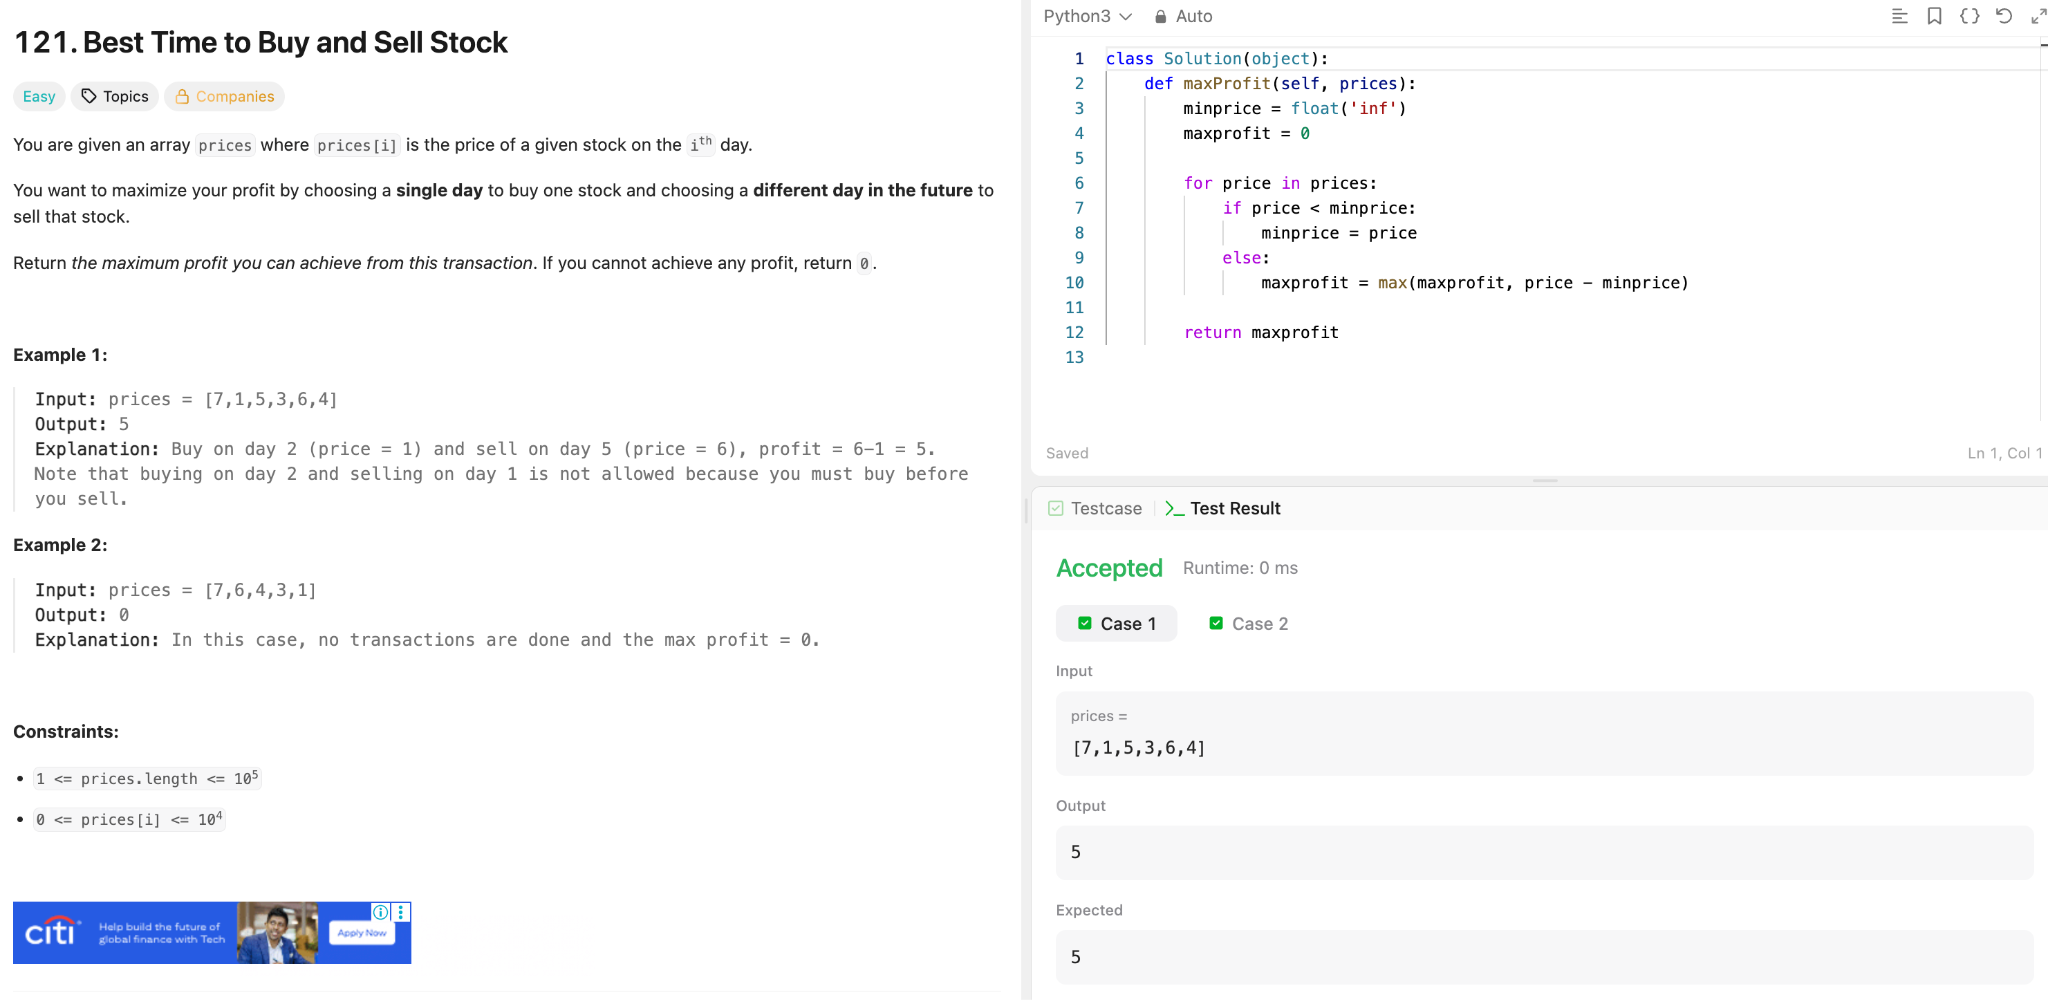 121. Best Time to Buy and Sell Stock
Easy Topics Companies
You are given an array prices where prices[i] is the price of a given stock on the ith day.
You want to maximize your profit by choosing a single day to buy one stock and choosing a different day in the future to
sell that stock.
Return the maximum profit you can achieve from this transaction. If you cannot achieve any profit, return 0.
Example 1:
Input: prices = [7,1,5,3,6,4]
Output: 5
Explanation: Buy on day 2 (price = 1) and sell on day 5 (price = 6), profit = 6-1 = 5.
Note that buying on day 2 and selling on day 1 is not allowed because you must buy before
you sell.
Example 2:
Input: prices = [7,6,4,3,1]
Output: 0
Explanation: In this case, no transactions are done and the max profit = 0.
Constraints:
• 1 <= prices.length <= 10^5
• 0 <= prices[i] <= 10^4
citi
Help build the future of
global finance with Tech
Apply Now
Python3 Auto
1 class Solution(object):
2     def maxProfit(self, prices):
3         minprice = float('inf')
4         maxprofit = 0
5
6         for price in prices:
7             if price < minprice:
8                 minprice = price
9             else:
10                 maxprofit = max(maxprofit, price - minprice)
11
12         return maxprofit
13
Saved Ln 1, Col 1
Testcase >_ Test Result
Accepted Runtime: 0 ms
Case 1 Case 2
Input
prices =
[7,1,5,3,6,4]
Output
5
Expected
5